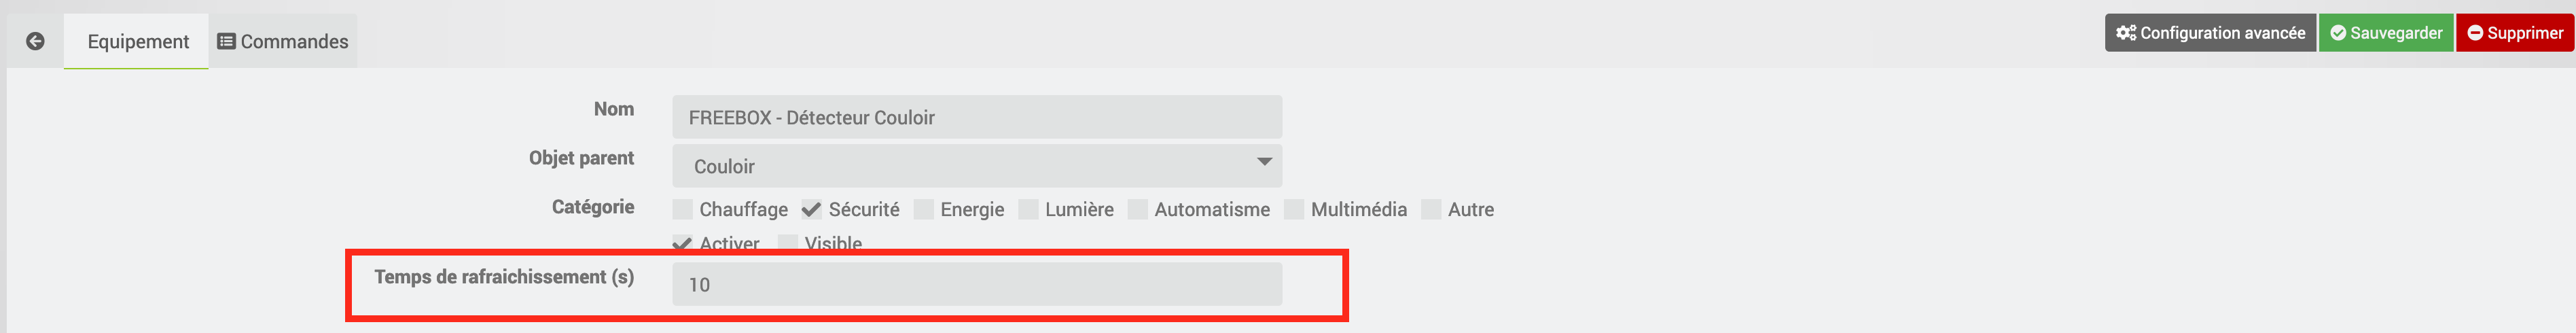 Equipement Commandes Configuration avancée Sauvegarder Supprimer
Nom FREEBOX - Détecteur Couloir
Objet parent Couloir
Catégorie Chauffage Sécurité Energie Lumière Automatisme Multimédia Autre
Activer Visible
Temps de rafraichissement (s) 10